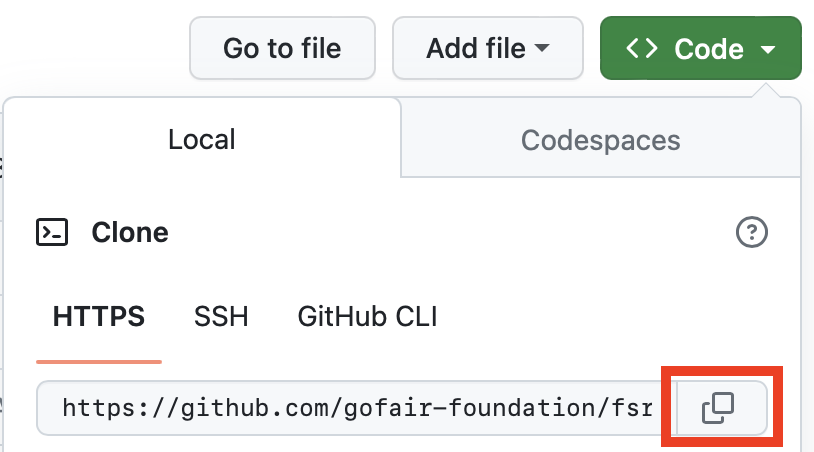 Go to file
Add file
Code
Local
Codespaces
Clone
HTTPS
SSH
GitHub CLI
https://github.com/gofair-foundation/fsr